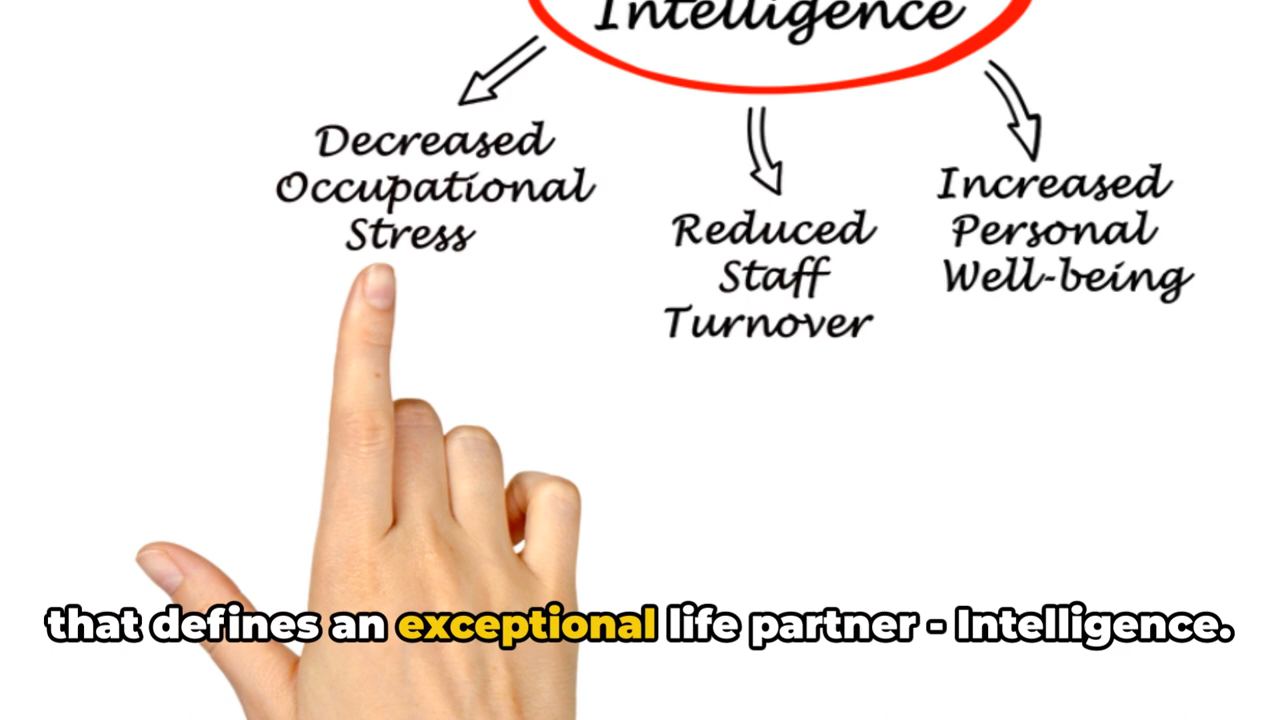 Intelligence
Decreased
Occupational
Stress
Reduced
Staff
Turnover
Increased
Personal
Well-being
that defines an exceptional life partner - Intelligence.